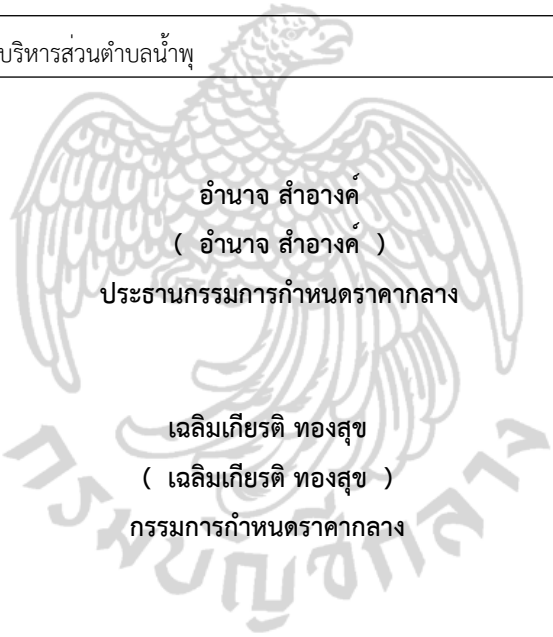 บริหารส่วนตำบลน้ำพุ
อำนาจ สำอางค์
( อำนาจ สำอางค์ )
ประธานกรรมการกำหนดราคากลาง
เฉลิมเกียรติ ทองสุข
( เฉลิมเกียรติ ทองสุข )
กรรมการกำหนดราคากลาง
กรมบัญชีกลาง